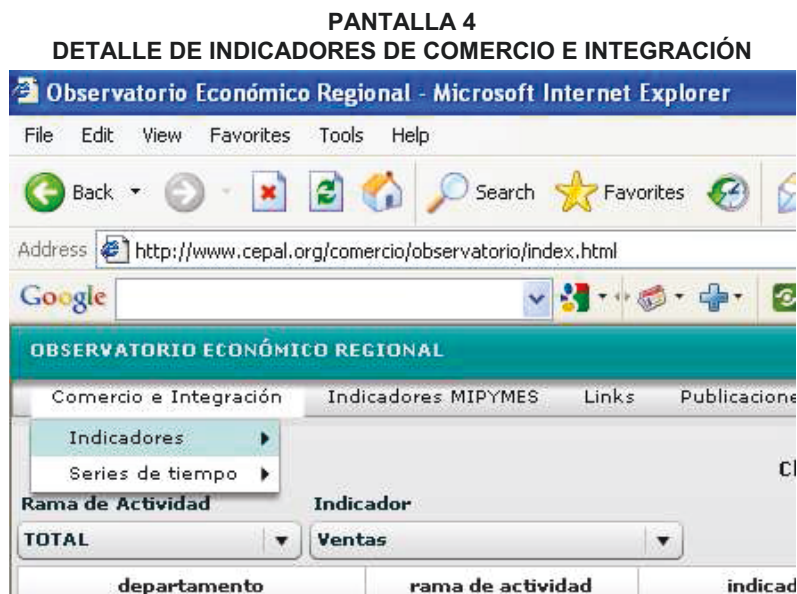 PANTALLA 4
DETALLE DE INDICADORES DE COMERCIO E INTEGRACIÓN
Observatorio Económico Regional - Microsoft Internet Explorer
File Edit View Favorites Tools Help
Back Search Favorites
Address http://www.cepal.org/comercio/observatorio/index.html
Google
OBSERVATORIO ECONÓMICO REGIONAL
Comercio e Integración Indicadores MIPYMES Links Publicacione
Indicadores
Series de tiempo
Rama de Actividad Indicador
TOTAL Ventas
departamento rama de actividad indicad